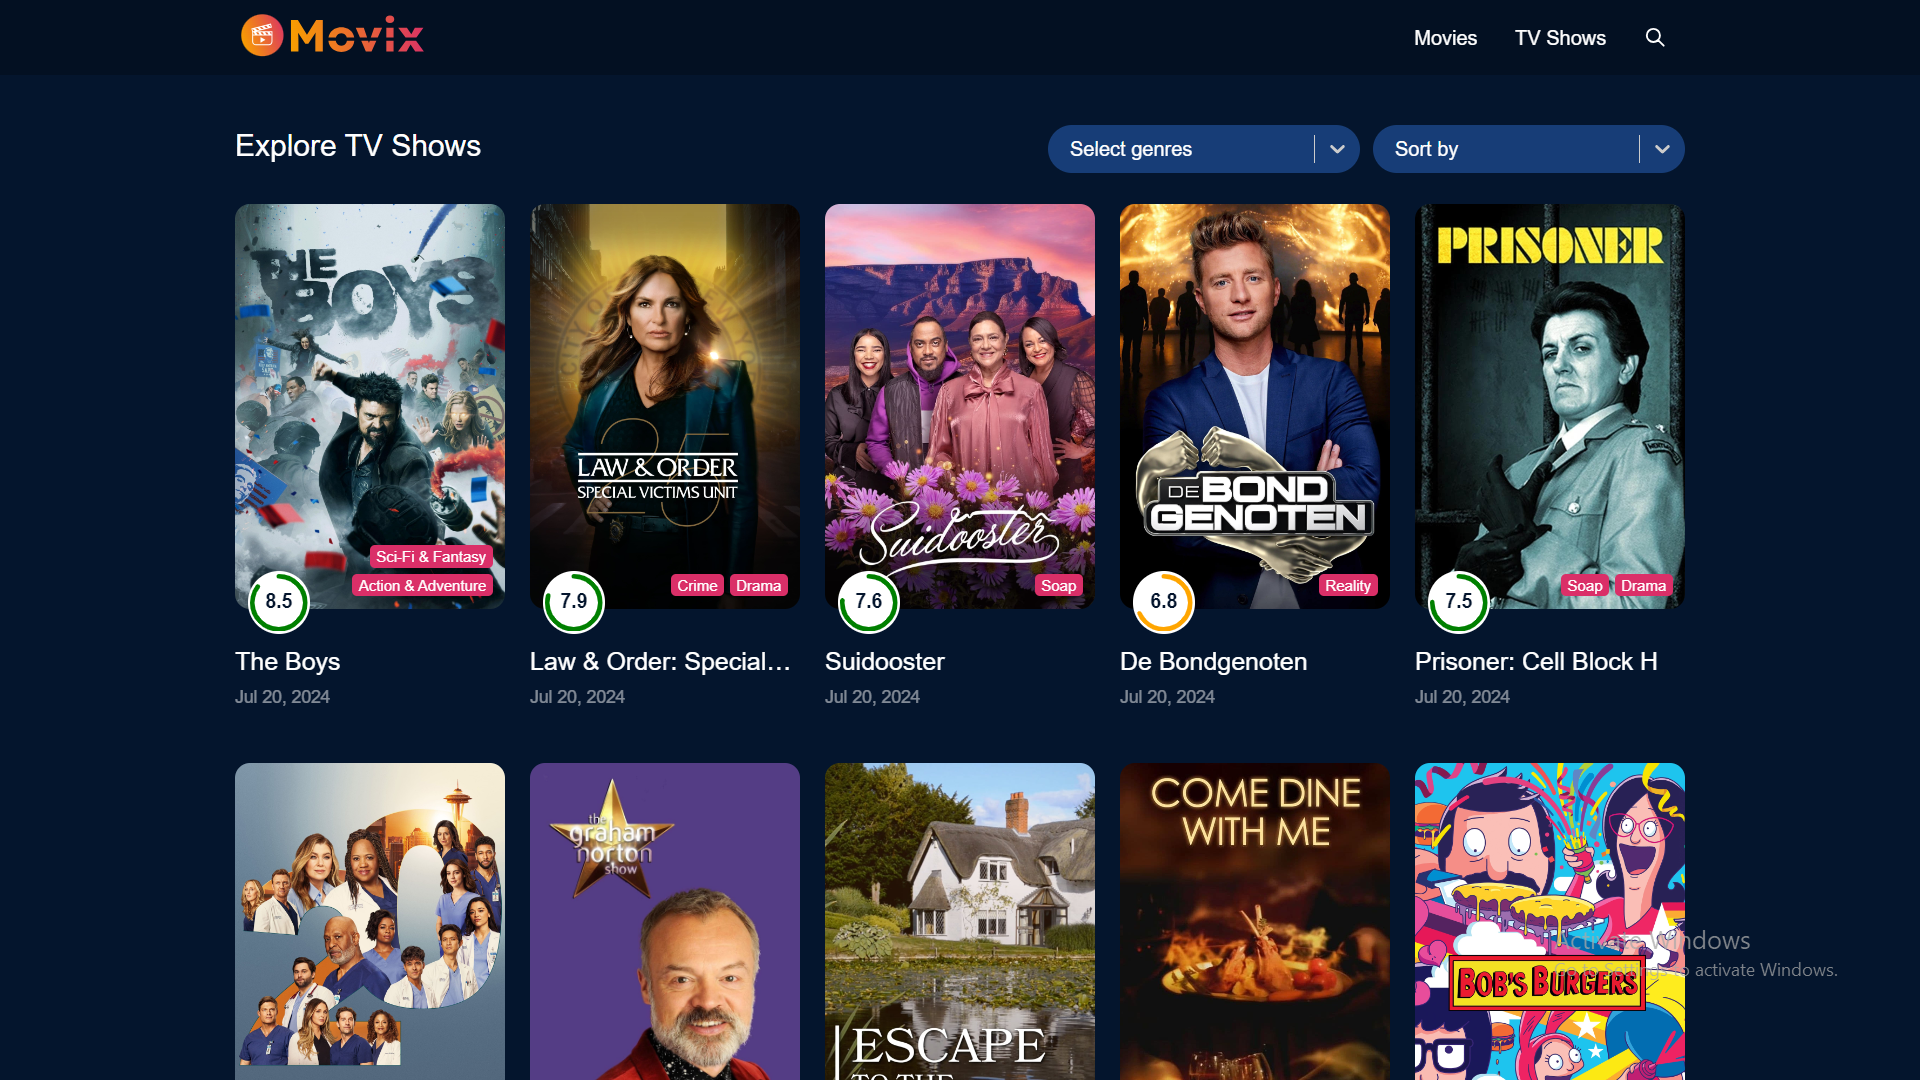 Movix
Movies
TV Shows
Explore TV Shows
Select genres
Sort by
THE
BOYS
Sci-Fi & Fantasy
Action & Adventure
8.5
The Boys
Jul 20, 2024
LAW & ORDER
SPECIAL VICTIMS UNIT
25
Crime
Drama
7.9
Law & Order: Special...
Jul 20, 2024
Suidooster
Soap
7.6
Suidooster
Jul 20, 2024
DE BOND
GENOTEN
Reality
6.8
De Bondgenoten
Jul 20, 2024
PRISONER
Soap
Drama
7.5
Prisoner: Cell Block H
Jul 20, 2024
the
graham
norton
show
ESCAPE
TO THE
COME DINE
WITH ME
BOB'S BURGERS
Activate Windows
Go to Settings to activate Windows.